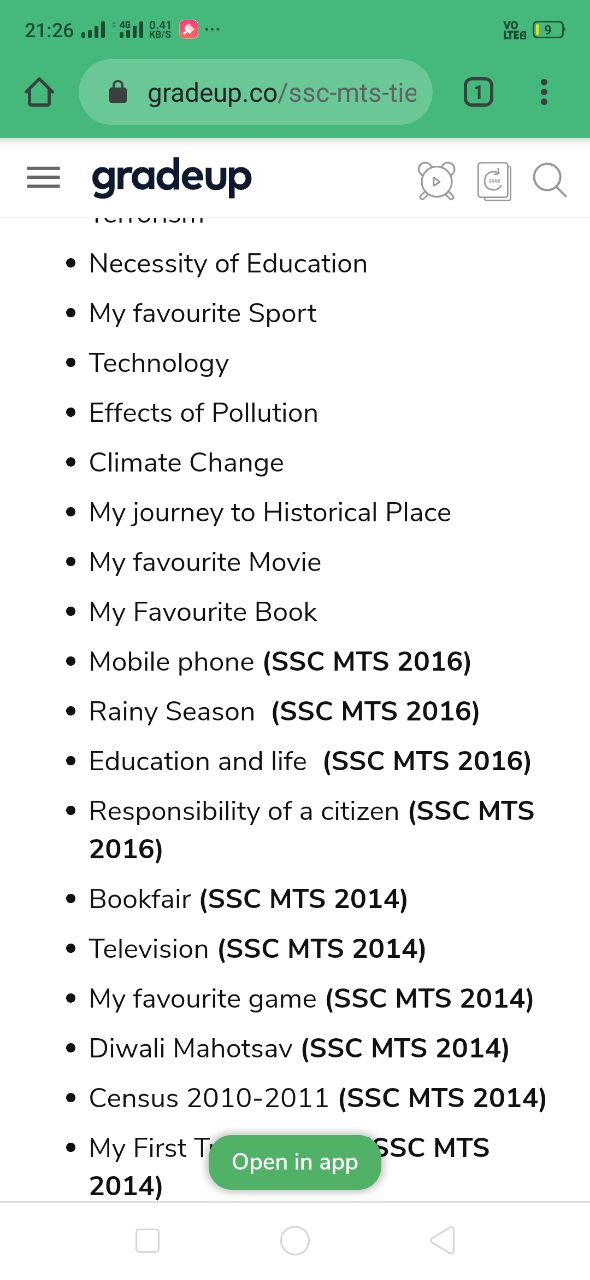 21:26 4G 0.41 KB/S ... VO LTE 9
1
gradeup.co/ssc-mts-tie
gradeup
Terrorism
Necessity of Education
My favourite Sport
Technology
Effects of Pollution
Climate Change
My journey to Historical Place
My favourite Movie
My Favourite Book
Mobile phone (SSC MTS 2016)
Rainy Season (SSC MTS 2016)
Education and life (SSC MTS 2016)
Responsibility of a citizen (SSC MTS
2016)
Bookfair (SSC MTS 2014)
Television (SSC MTS 2014)
My favourite game (SSC MTS 2014)
Diwali Mahotsav (SSC MTS 2014)
Census 2010-2011 (SSC MTS 2014)
My First SSC MTS
2014)
Open in app